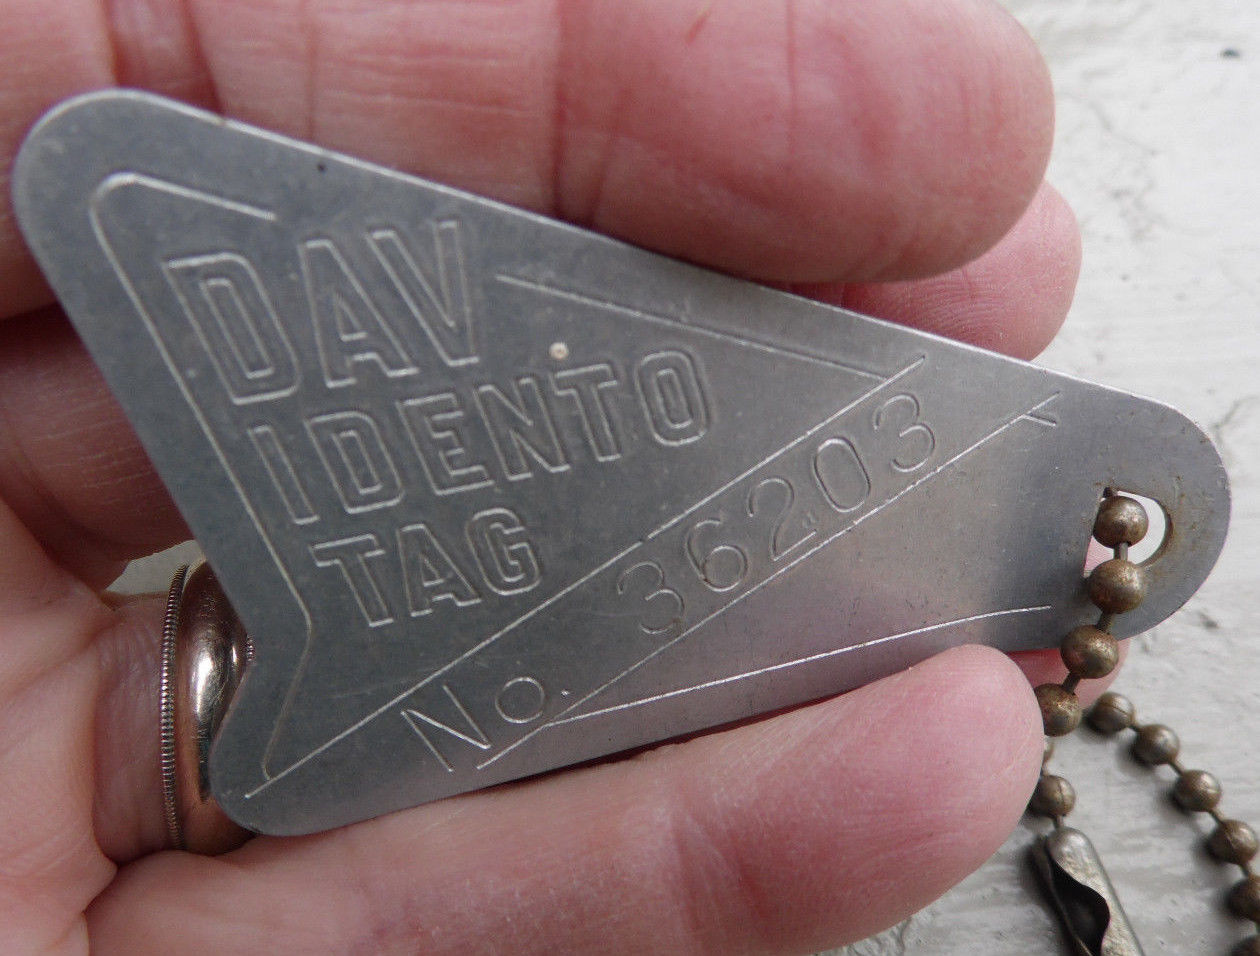 DAV
IDENTO
TAG
No. 36203